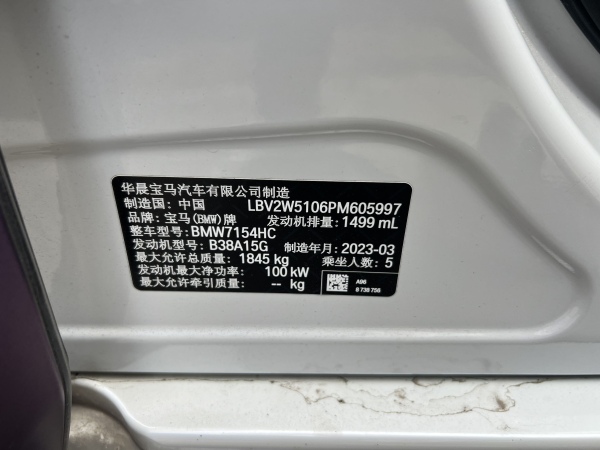 华晨宝马汽车有限公司制造
制造国: 中国 LBV2W5106PM605997
品牌: 宝马(BMW)牌 发动机排量: 1499 mL
整车型号: BMW7154HC
发动机型号: B38A15G 制造年月: 2023-03
最大允许总质量: 1845 kg 乘坐人数: 5
发动机最大净功率: 100 kW
最大允许牵引质量: -- kg
A96
8 738 756